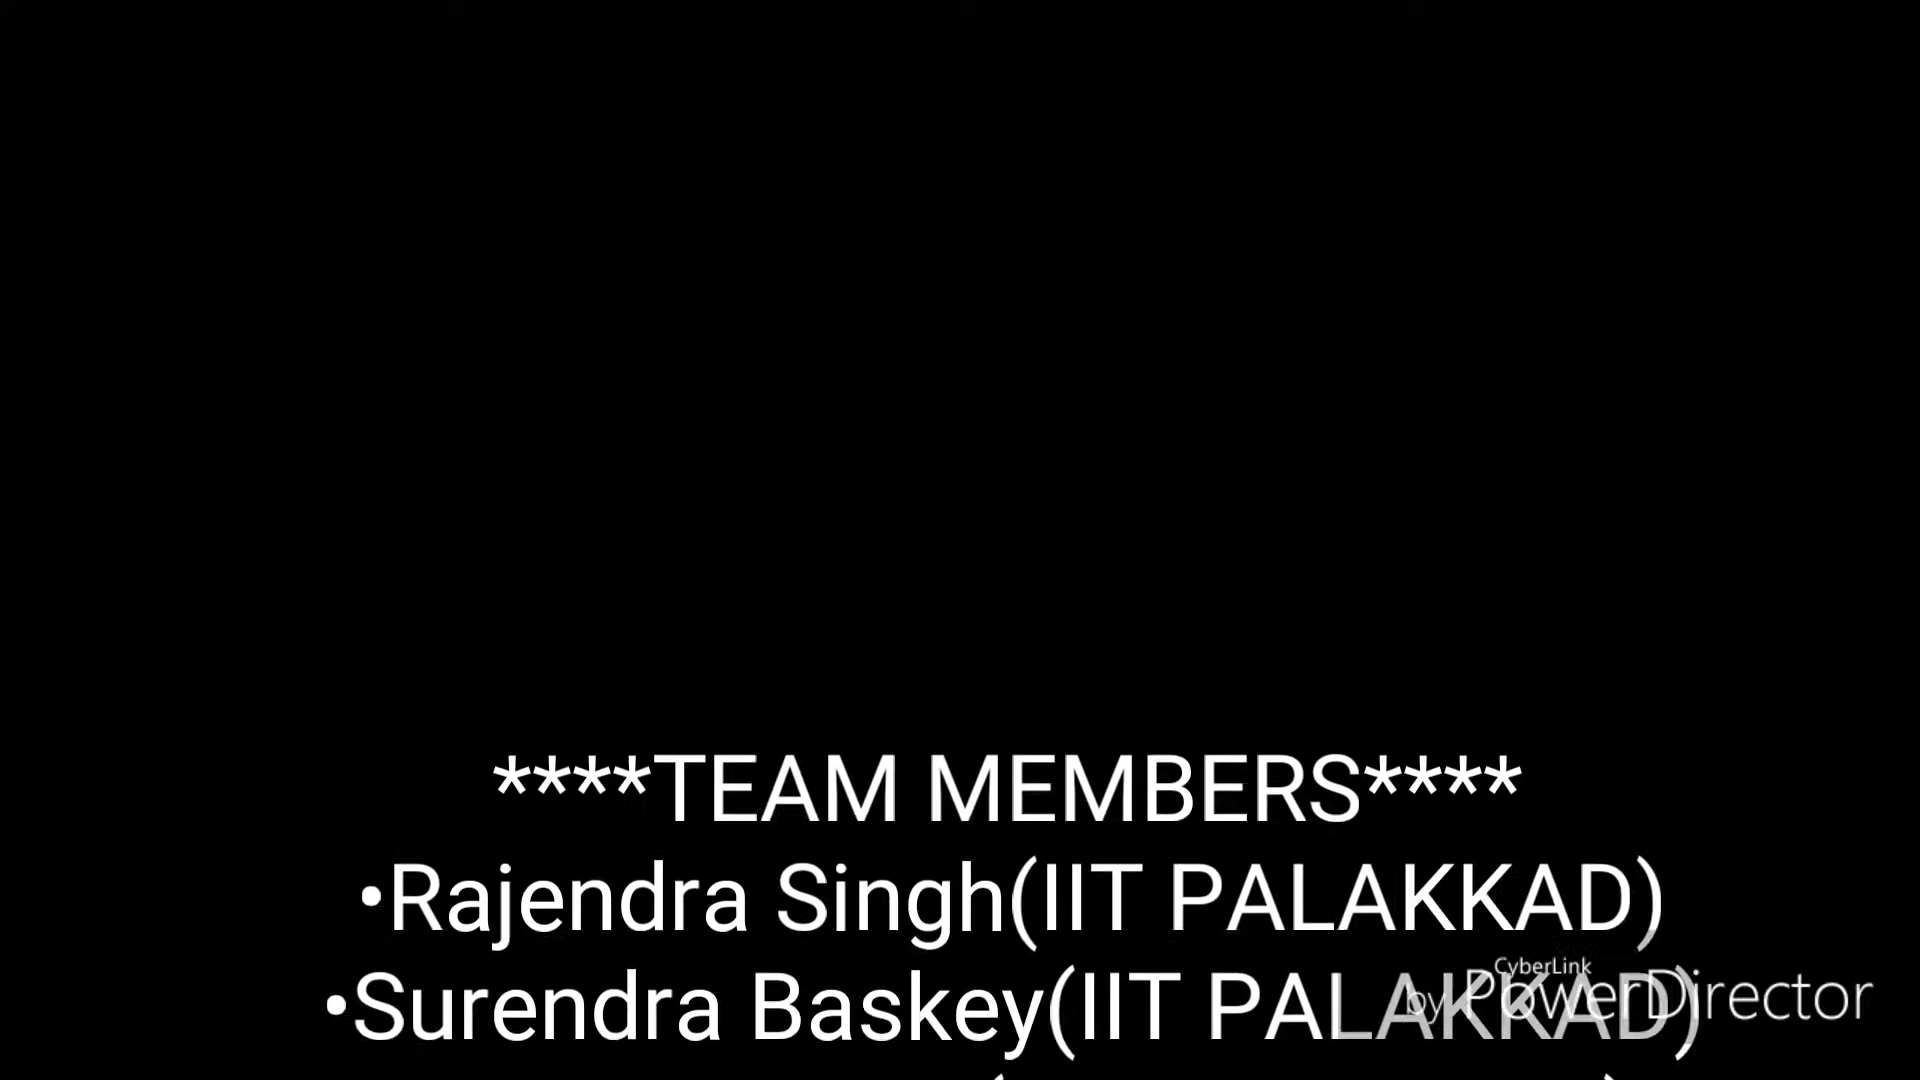 ****TEAM MEMBERS****
•Rajendra Singh(IIT PALAKKAD)
•Surendra Baskey(IIT PALAKKAD)
CyberLink
by PowerDirector